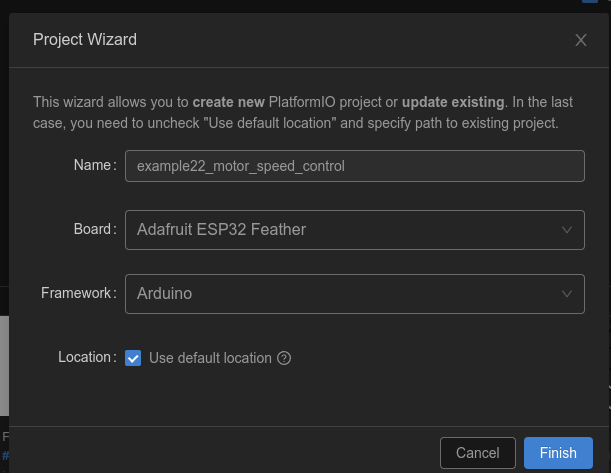 Project Wizard
This wizard allows you to create new PlatformIO project or update existing. In the last
case, you need to uncheck "Use default location" and specify path to existing project.
Name:
example22_motor_speed_control
Board:
Adafruit ESP32 Feather
Framework:
Arduino
Location:
Use default location
Cancel
Finish
F
#